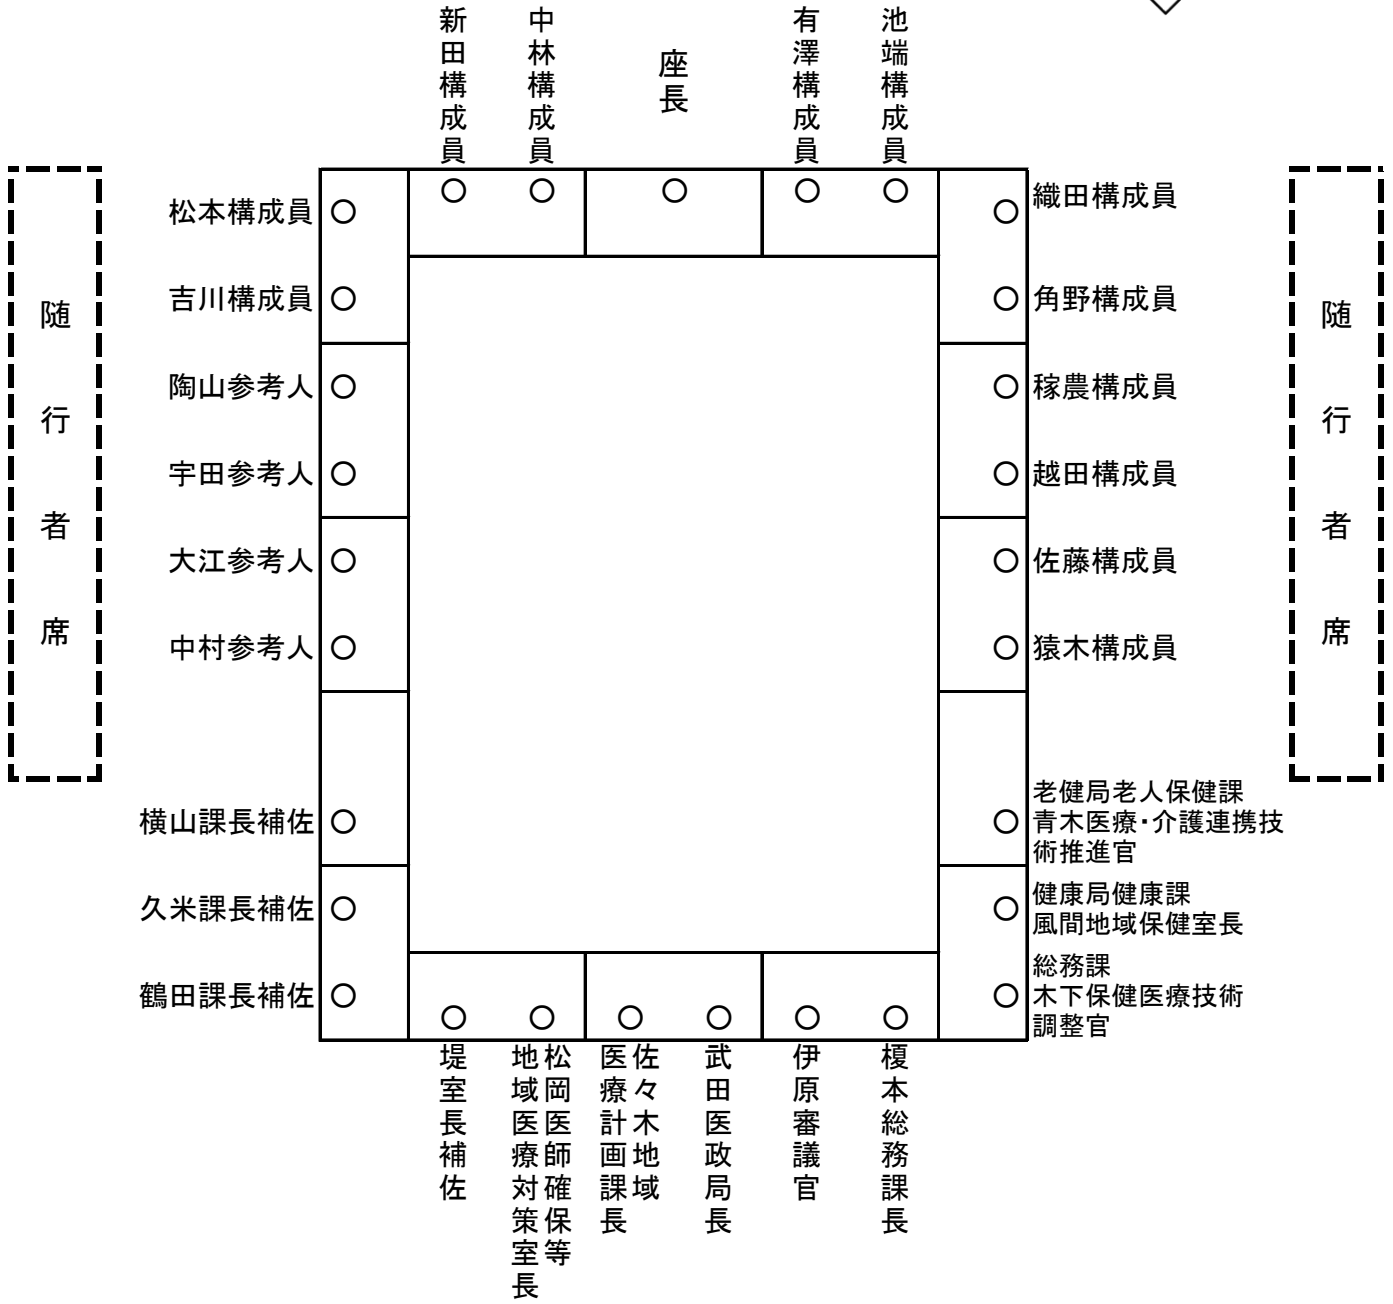 新田構成員
中林構成員
座長
有澤構成員
池端構成員
随行者席
松本構成員
吉川構成員
陶山参考人
宇田参考人
大江参考人
中村参考人
横山課長補佐
久米課長補佐
鶴田課長補佐
織田構成員
角野構成員
稼農構成員
越田構成員
佐藤構成員
猿木構成員
老健局老人保健課
青木医療・介護連携技
術推進官
健康局健康課
風間地域保健室長
総務課
木下保健医療技術
調整官
随行者席
堤室長補佐
松岡医師確保等
地域医療対策室長
佐々木地域
医療計画課長
武田医政局長
伊原審議官
榎本総務課長